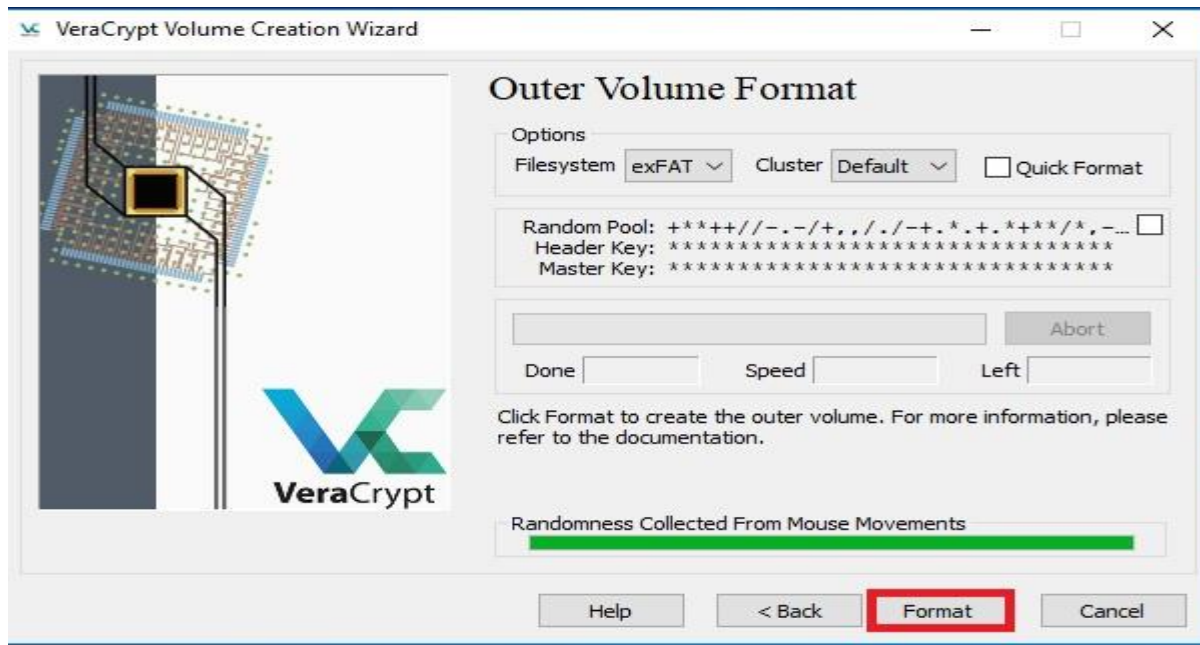 VeraCrypt Volume Creation Wizard
Outer Volume Format
Options
Filesystem exFAT Cluster Default Quick Format
Random Pool: +**++//-.-/+,,/./-+.*.+.*+**/*,-...
Header Key: ********************************
Master Key: ********************************
Abort
Done Speed Left
Click Format to create the outer volume. For more information, please
refer to the documentation.
VeraCrypt
Randomness Collected From Mouse Movements
Help < Back Format Cancel